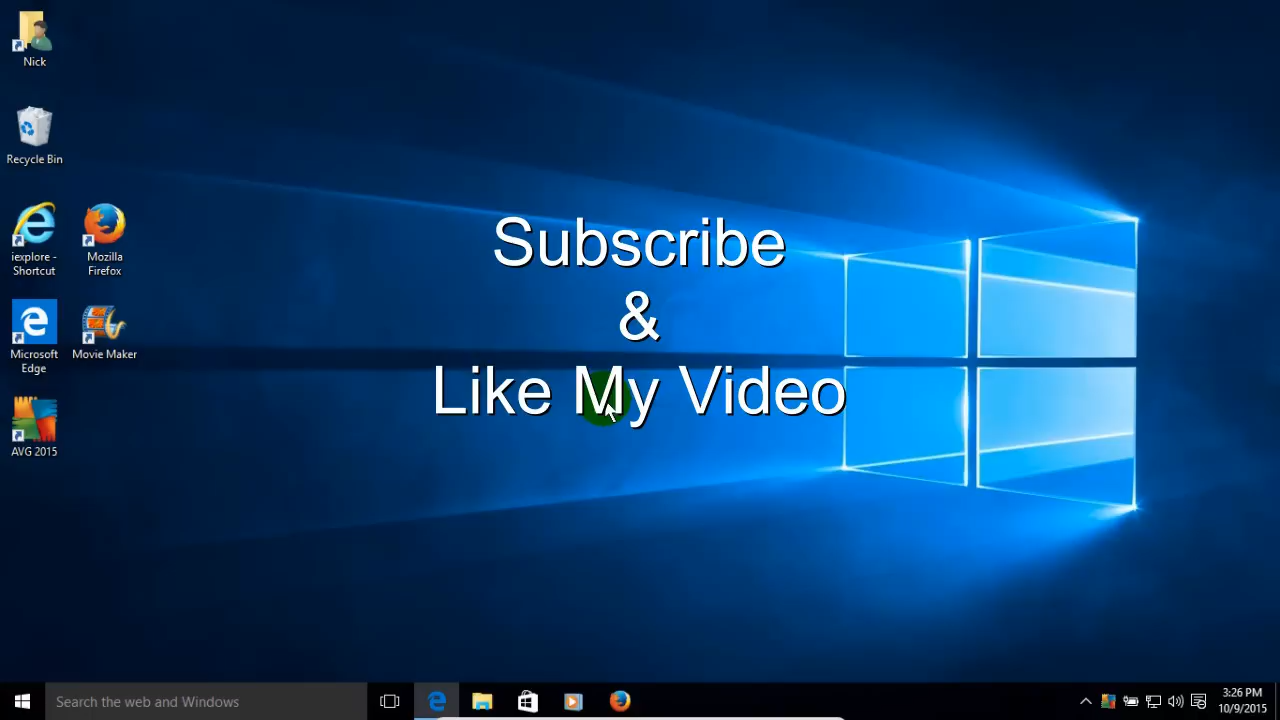 Nick
Recycle Bin
iexplore -
Shortcut
Mozilla
Firefox
Microsoft
Edge
Movie Maker
AVG 2015
Subscribe
&
Like My Video
Search the web and Windows
3:26 PM
10/9/2015